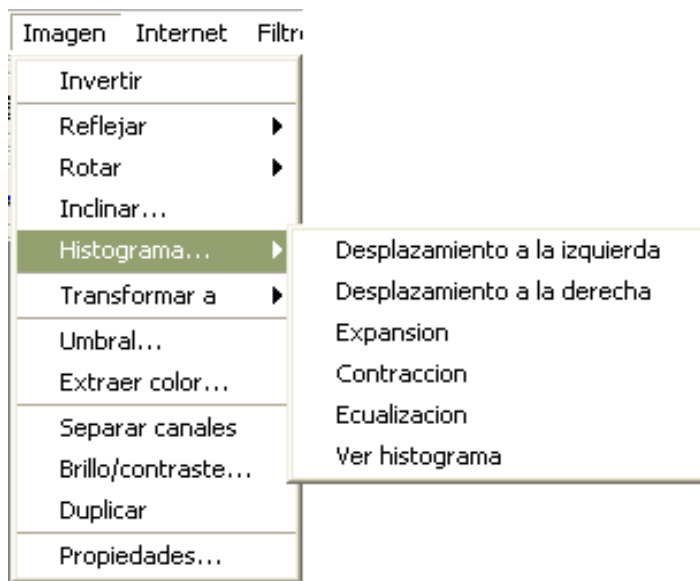 Imagen Internet Filtr
Invertir
Reflejar
Rotar
Inclinar...
Histograma...
Transformar a
Umbral...
Extraer color...
Separar canales
Brillo/contraste...
Duplicar
Propiedades...
Desplazamiento a la izquierda
Desplazamiento a la derecha
Expansion
Contraccion
Ecualizacion
Ver histograma